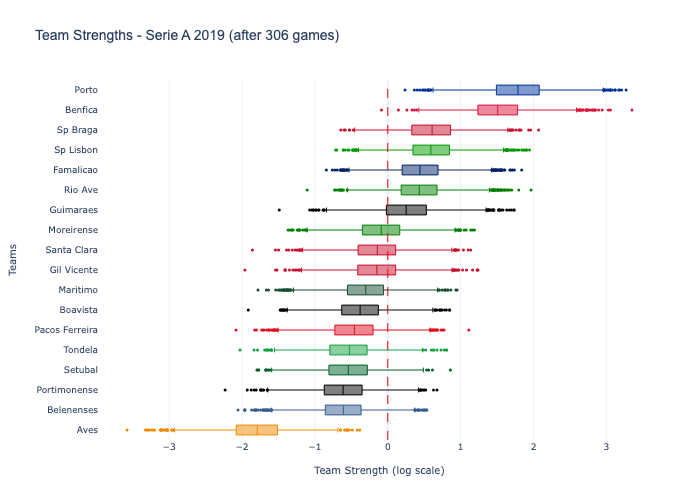 Team Strengths - Serie A 2019 (after 306 games)
Porto
Benfica
Sp Braga
Sp Lisbon
Famalicao
Rio Ave
Guimaraes
Moreirense
Santa Clara
Gil Vicente
Maritimo
Boavista
Pacos Ferreira
Tondela
Setubal
Portimonense
Belenenses
Aves
Teams
−3 −2 −1 0 1 2 3
Team Strength (log scale)